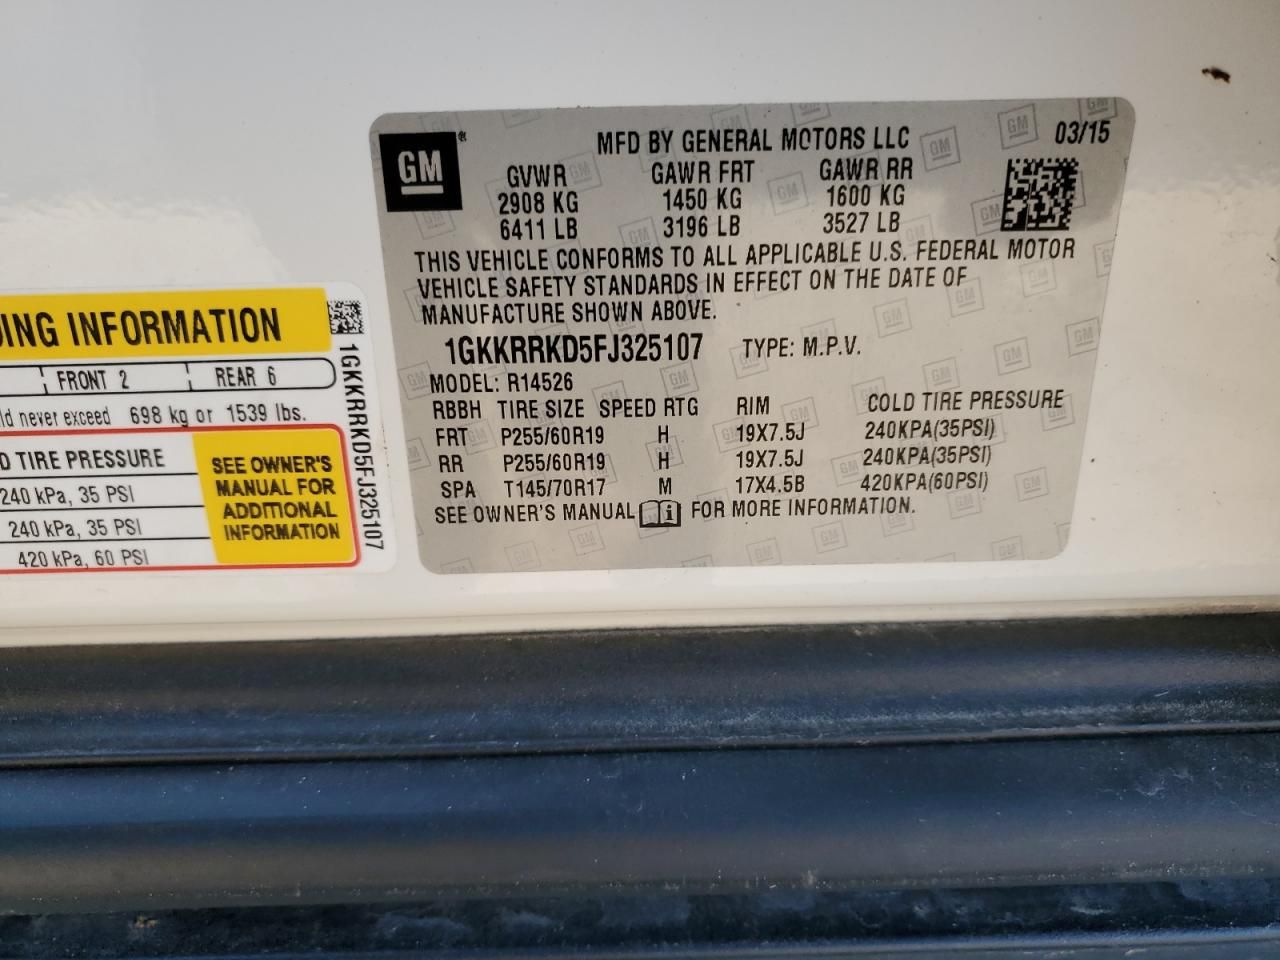 GM ®
MFD BY GENERAL MOTORS LLC 03/15
GVWR GAWR FRT GAWR RR
2908 KG 1450 KG 1600 KG
6411 LB 3196 LB 3527 LB
THIS VEHICLE CONFORMS TO ALL APPLICABLE U.S. FEDERAL MOTOR
VEHICLE SAFETY STANDARDS IN EFFECT ON THE DATE OF
MANUFACTURE SHOWN ABOVE.
1GKKRRKD5FJ325107 TYPE: M.P.V.
MODEL: R14526
RBBH TIRE SIZE SPEED RTG RIM COLD TIRE PRESSURE
FRT P255/60R19 H 19X7.5J 240KPA(35PSI)
RR P255/60R19 H 19X7.5J 240KPA(35PSI)
SPA T145/70R17 M 17X4.5B 420KPA(60PSI)
SEE OWNER'S MANUAL i FOR MORE INFORMATION.
INFORMATION
FRONT 2 REAR 6
never exceed 698 kg or 1539 lbs.
TIRE PRESSURE
240 kPa, 35 PSI
240 kPa, 35 PSI
420 kPa, 60 PSI
SEE OWNER'S
MANUAL FOR
ADDITIONAL
INFORMATION
1GKKRRKD5FJ325107